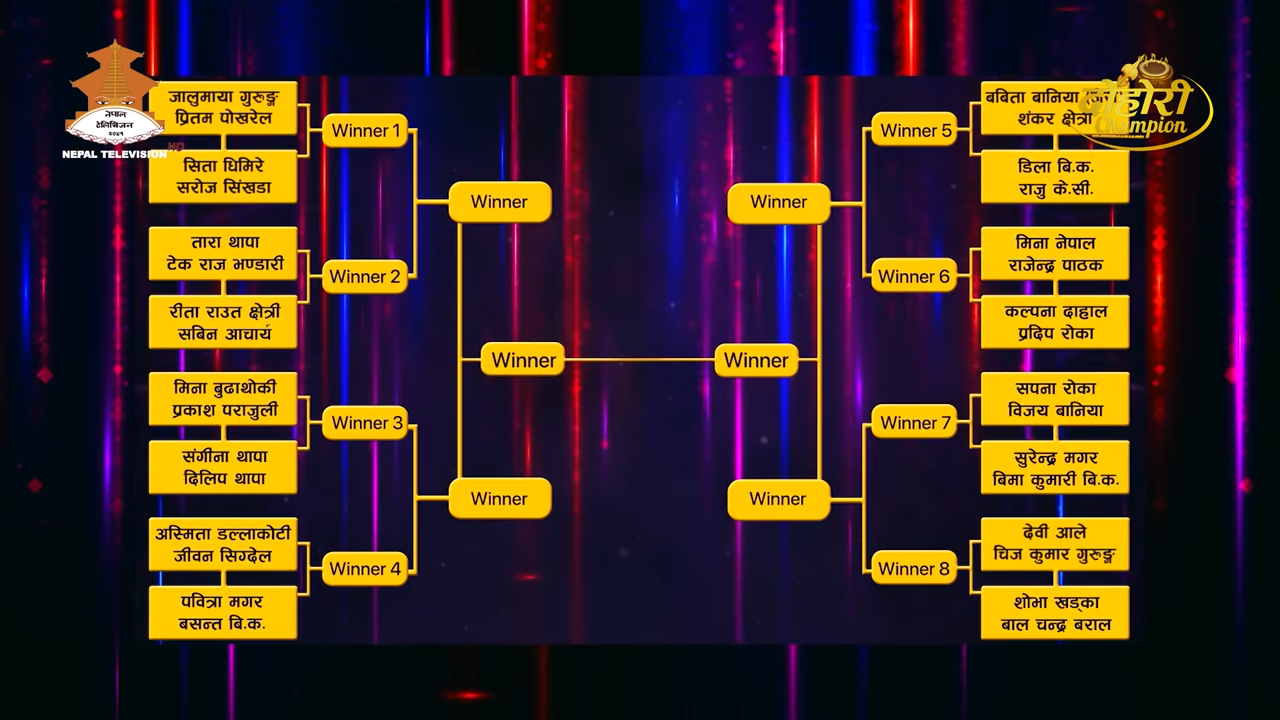 नेपाल
टेलिभिजन
२०४१
NEPAL TELEVISION
HD
जालुमाया गुरुङ्ग
प्रितम पोखरेल
सिता घिमिरे
सरोज सिंखडा
Winner 1
तारा थापा
टेक राज भण्डारी
रीता राउत क्षेत्री
सबिन आचार्य
Winner 2
Winner
मिना बुढाथोकी
प्रकाश पराजुली
संगीना थापा
दिलिप थापा
Winner 3
अस्मिता डल्लाकोटी
जीवन सिग्देल
पवित्रा मगर
बसन्त बि.क.
Winner 4
Winner
Winner
Winner
Winner
Winner
Winner 5
बबिता बानिया
शंकर क्षेत्री
डिला बि.क.
राजु के.सी.
Winner 6
मिना नेपाल
राजेन्द्र पाठक
कल्पना दाहाल
प्रदिप रोका
Winner 7
सपना रोका
विजय बानिया
सुरेन्द्र मगर
बिमा कुमारी बि.क.
Winner 8
देवी आले
चिज कुमार गुरुङ्ग
शोभा खड्का
बाल चन्द्र बराल
दोहोरी
Champion